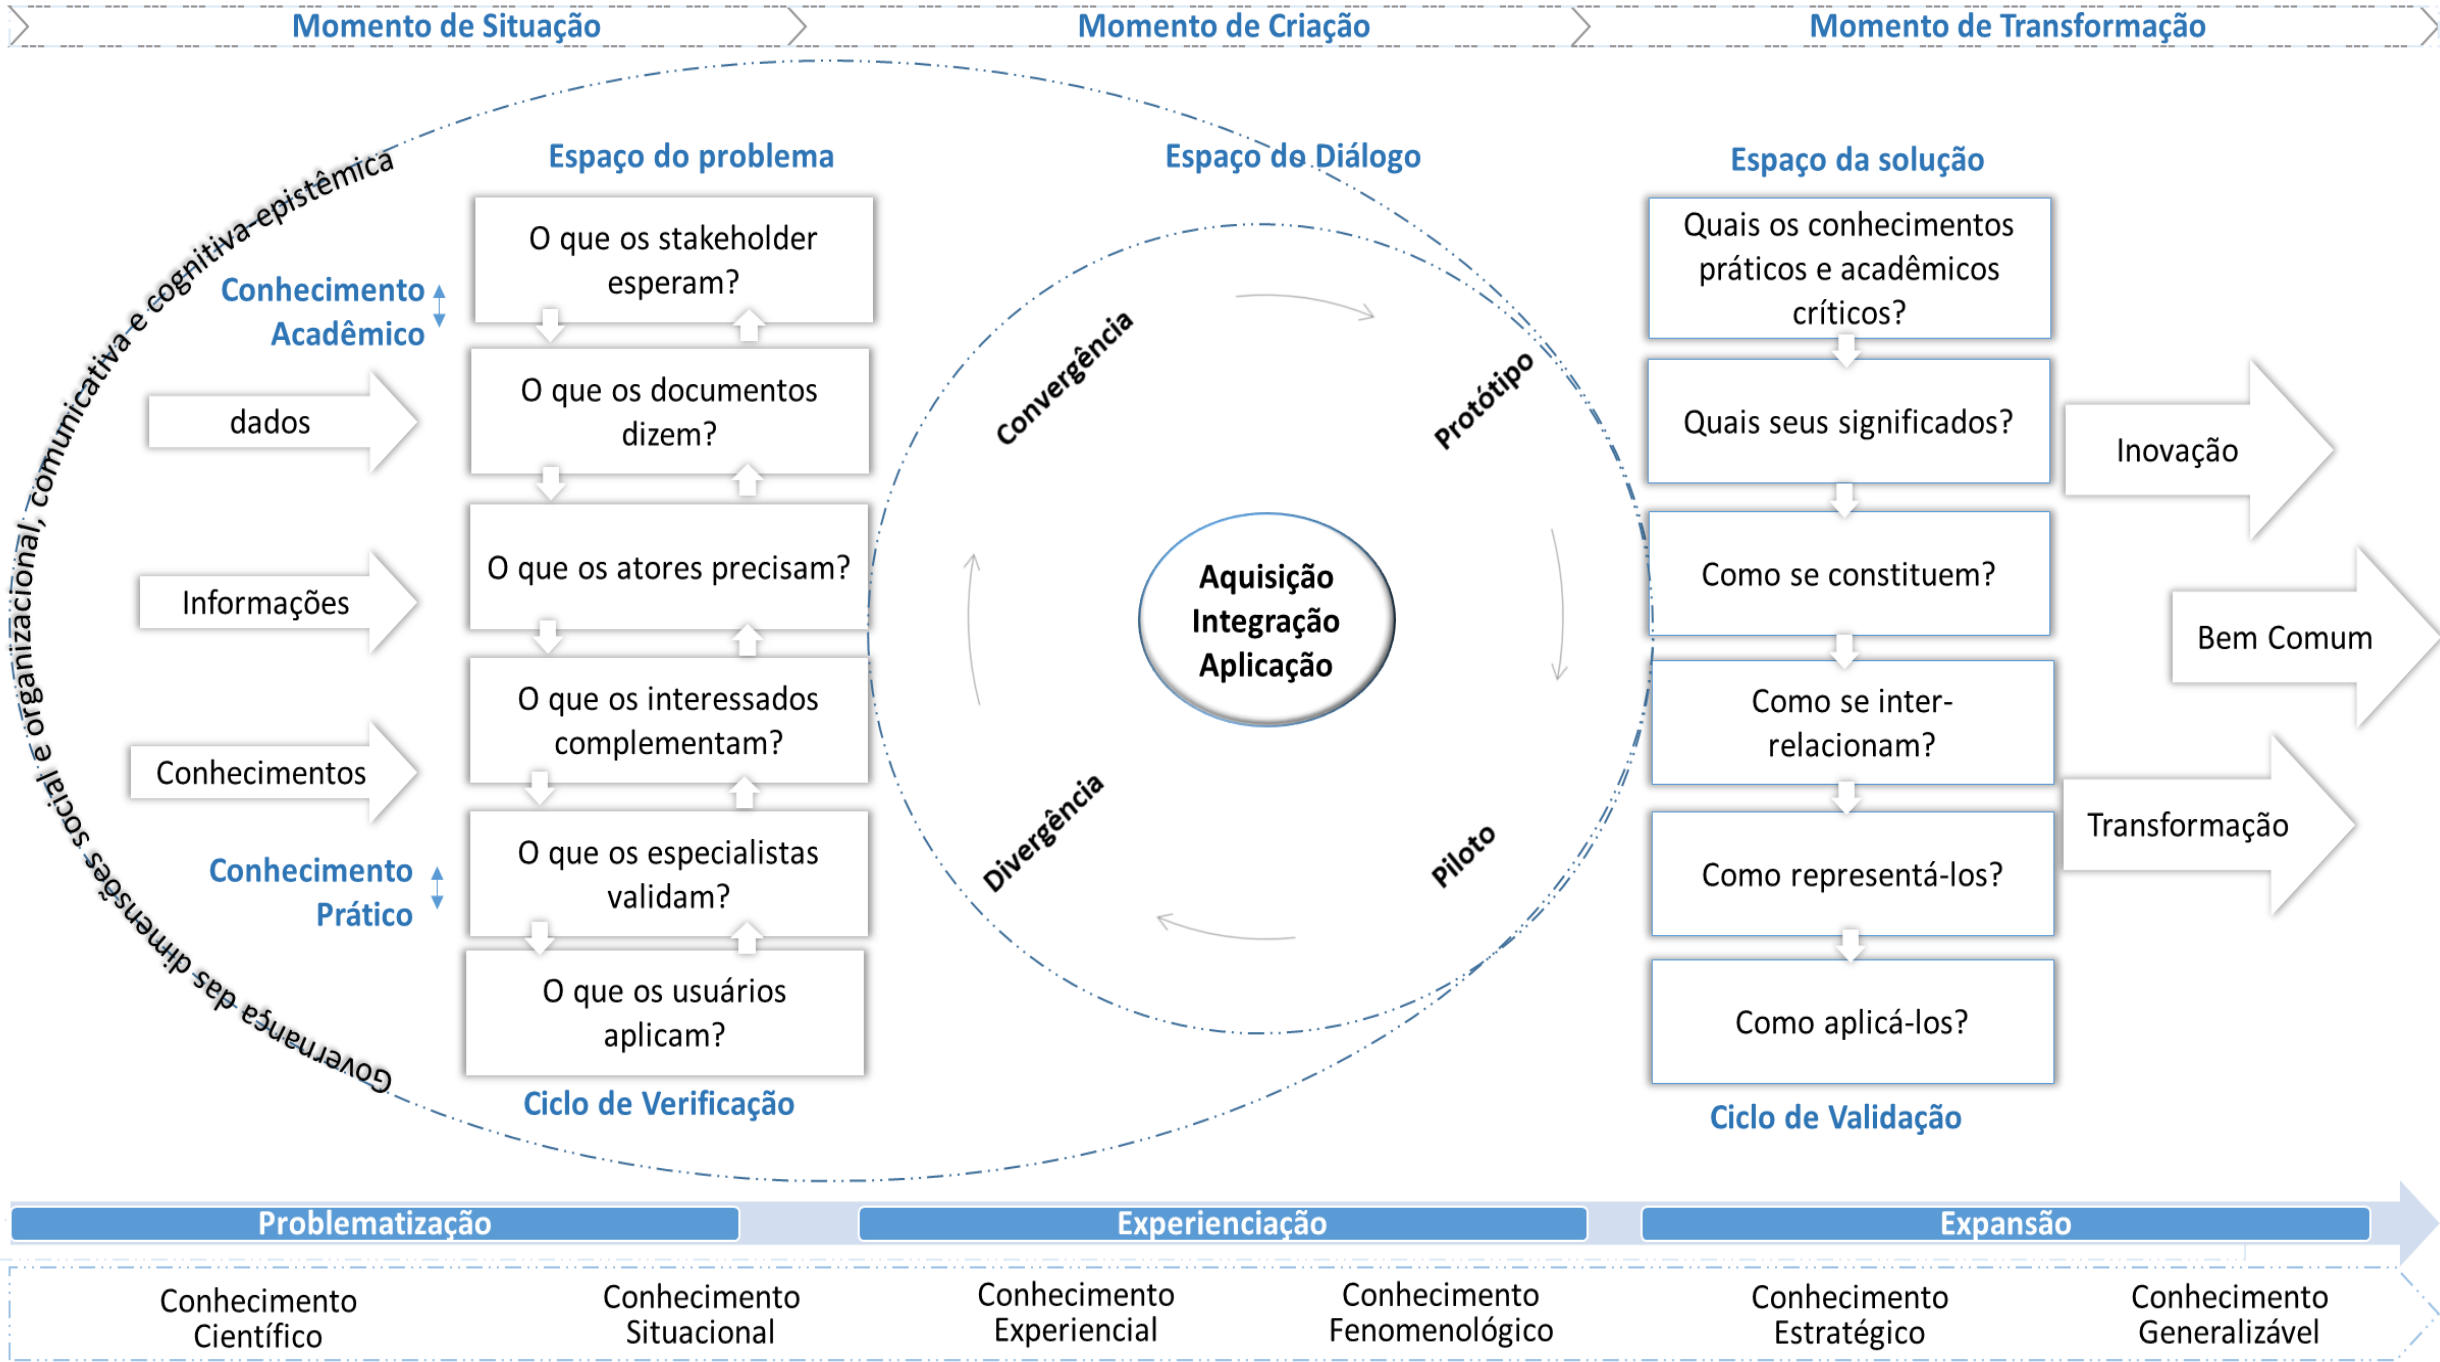 Momento de Situação
Momento de Criação
Momento de Transformação
Governança das dimensões social e organizacional, comunicativa e cognitiva-epistêmica
Espaço do problema
Conhecimento
Acadêmico
dados
Informações
Conhecimentos
Conhecimento
Prático
O que os stakeholder
esperam?
O que os documentos
dizem?
O que os atores precisam?
O que os interessados
complementam?
O que os especialistas
validam?
O que os usuários
aplicam?
Ciclo de Verificação
Espaço do Diálogo
Convergência
Protótipo
Aquisição
Integração
Aplicação
Divergência
Piloto
Espaço da solução
Quais os conhecimentos
práticos e acadêmicos
críticos?
Quais seus significados?
Como se constituem?
Como se inter-
relacionam?
Como representá-los?
Como aplicá-los?
Ciclo de Validação
Inovação
Bem Comum
Transformação
Problematização
Experienciação
Expansão
Conhecimento
Científico
Conhecimento
Situacional
Conhecimento
Experiencial
Conhecimento
Fenomenológico
Conhecimento
Estratégico
Conhecimento
Generalizável